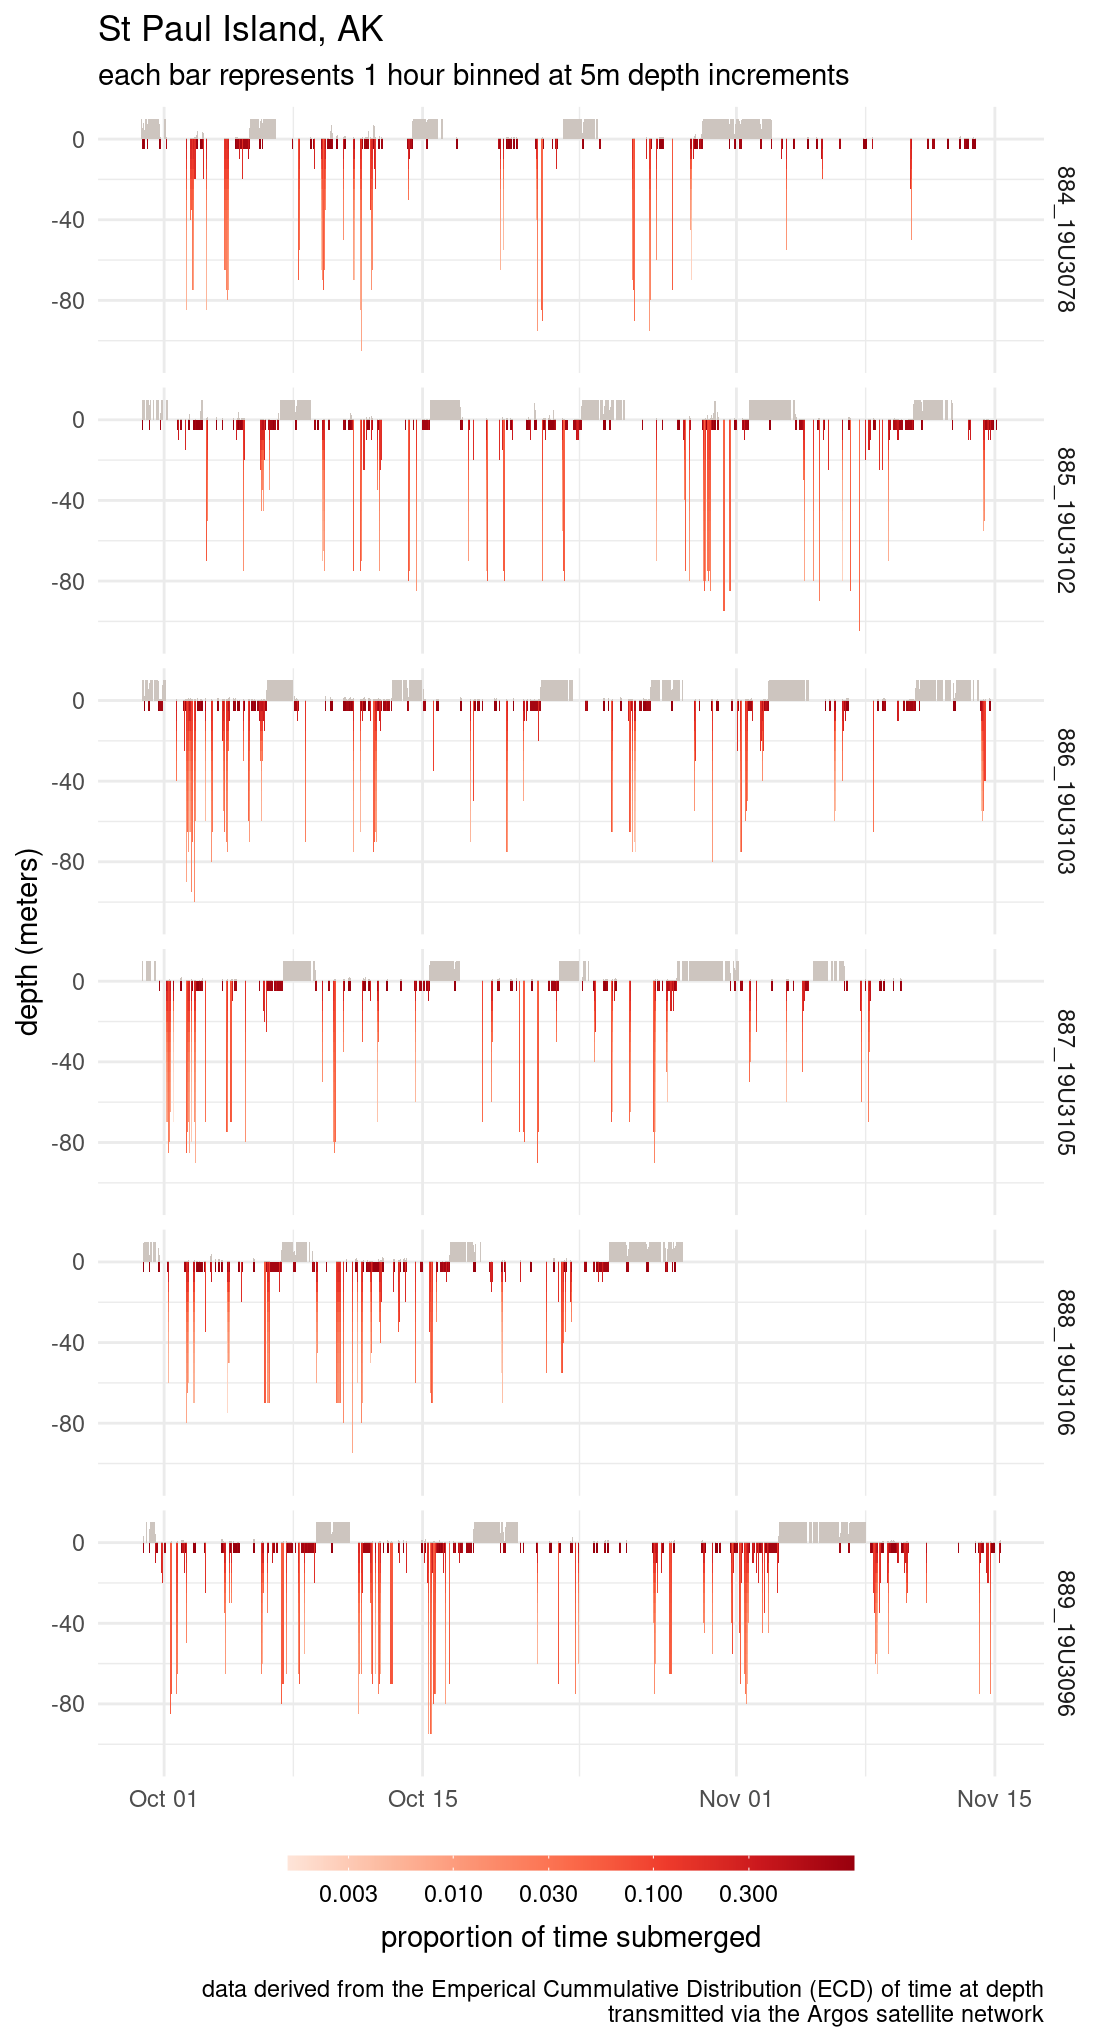 St Paul Island, AK
each bar represents 1 hour binned at 5m depth increments
depth (meters)
0
-40
-80
884_19U3078
0
-40
-80
885_19U3102
0
-40
-80
886_19U3103
0
-40
-80
887_19U3105
0
-40
-80
888_19U3106
0
-40
-80
889_19U3096
Oct 01 Oct 15 Nov 01 Nov 15
0.003 0.010 0.030 0.100 0.300
proportion of time submerged
data derived from the Emperical Cummulative Distribution (ECD) of time at depth
transmitted via the Argos satellite network